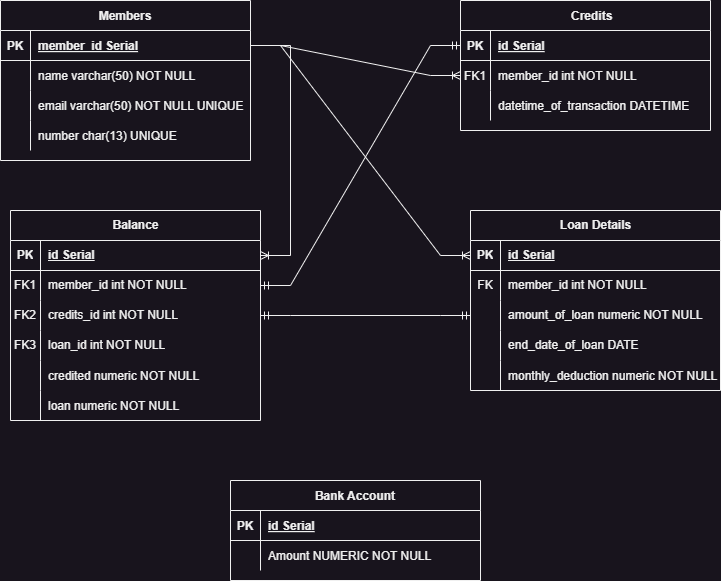 Members
PK member_id Serial
name varchar(50) NOT NULL
email varchar(50) NOT NULL UNIQUE
number char(13) UNIQUE
Credits
PK id Serial
FK1 member_id int NOT NULL
datetime_of_transaction DATETIME
Balance
PK id Serial
FK1 member_id int NOT NULL
FK2 credits_id int NOT NULL
FK3 loan_id int NOT NULL
credited numeric NOT NULL
loan numeric NOT NULL
Loan Details
PK id Serial
FK member_id int NOT NULL
amount_of_loan numeric NOT NULL
end_date_of_loan DATE
monthly_deduction numeric NOT NULL
Bank Account
PK id Serial
Amount NUMERIC NOT NULL